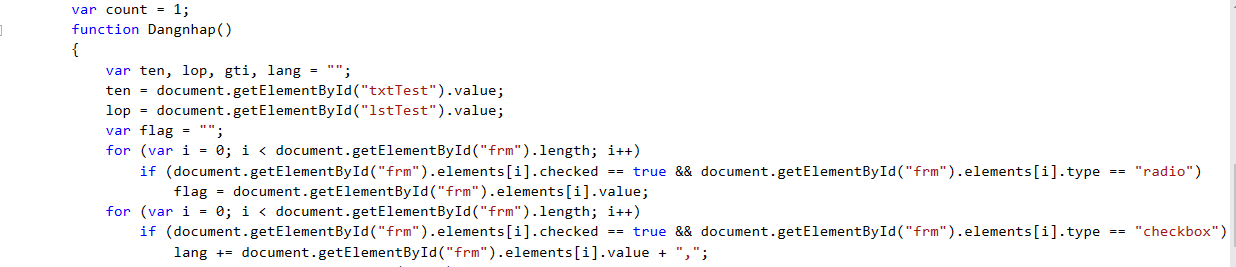 var count = 1;
function Dangnhap()
{
var ten, lop, gti, lang = "";
ten = document.getElementById("txtTest").value;
lop = document.getElementById("lstTest").value;
var flag = "";
for (var i = 0; i < document.getElementById("frm").length; i++)
if (document.getElementById("frm").elements[i].checked == true && document.getElementById("frm").elements[i].type == "radio")
flag = document.getElementById("frm").elements[i].value;
for (var i = 0; i < document.getElementById("frm").length; i++)
if (document.getElementById("frm").elements[i].checked == true && document.getElementById("frm").elements[i].type == "checkbox")
lang += document.getElementById("frm").elements[i].value + ",";